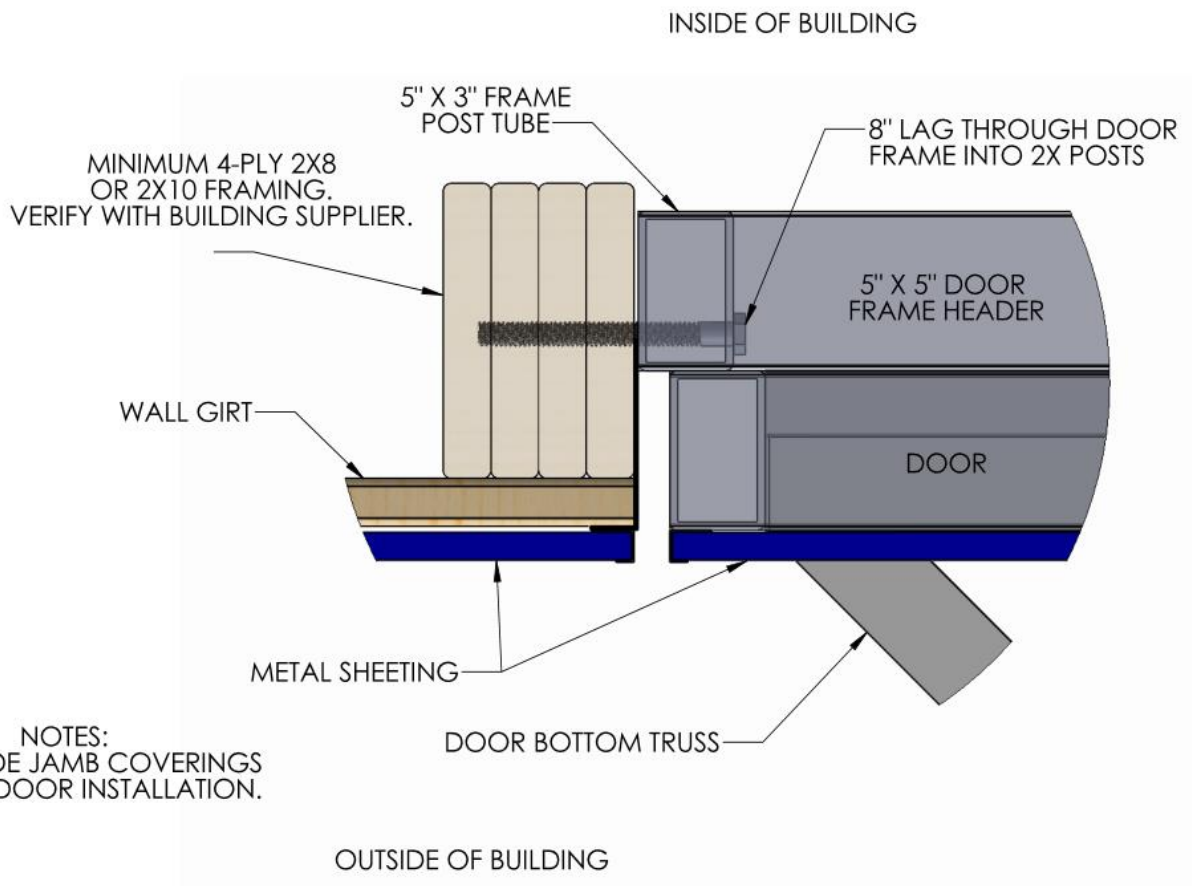 INSIDE OF BUILDING
5" X 3" FRAME
POST TUBE
8" LAG THROUGH DOOR
FRAME INTO 2X POSTS
MINIMUM 4-PLY 2X8
OR 2X10 FRAMING.
VERIFY WITH BUILDING SUPPLIER.
5" X 5" DOOR
FRAME HEADER
WALL GIRT
DOOR
METAL SHEETING
DOOR BOTTOM TRUSS
NOTES:
JAMB COVERINGS
DOOR INSTALLATION.
OUTSIDE OF BUILDING